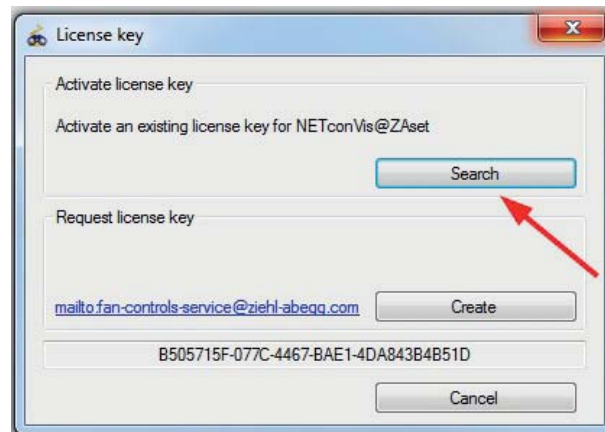 License key
Activate license key
Activate an existing license key for NETconVis@ZAset
Search
Request license key
mailto:fan-controls-service@ziehl-abegg.com
Create
B505715F-077C-4467-BAE1-4DA843B4B51D
Cancel